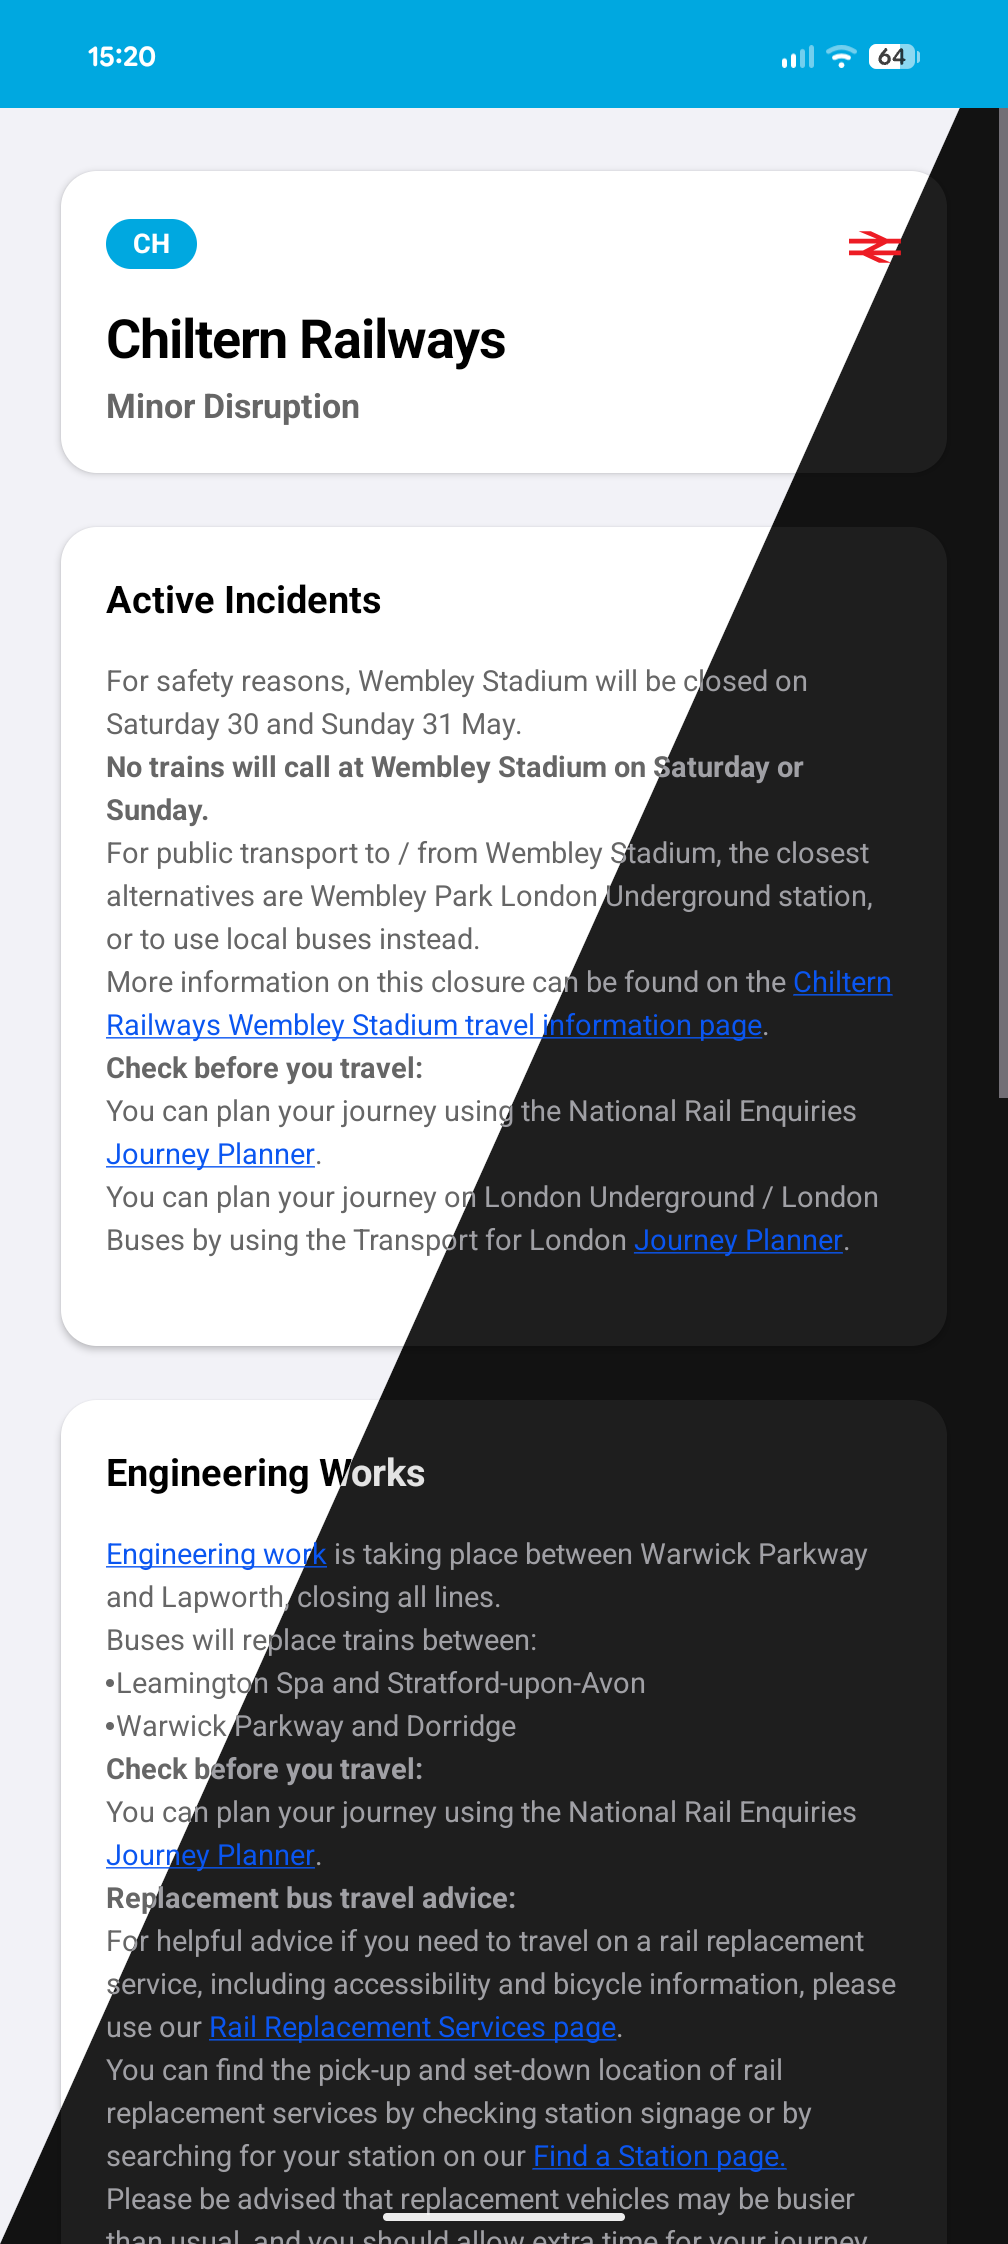 15:20
64
CH
Chiltern Railways
Minor Disruption
Active Incidents
For safety reasons, Wembley Stadium will be closed on
Saturday 30 and Sunday 31 May.
No trains will call at Wembley Stadium on Saturday or
Sunday.
For public transport to / from Wembley Stadium, the closest
alternatives are Wembley Park London Underground station,
or to use local buses instead.
More information on this closure can be found on the Chiltern
Railways Wembley Stadium travel information page.
Check before you travel:
You can plan your journey using the National Rail Enquiries
Journey Planner.
You can plan your journey on London Underground / London
Buses by using the Transport for London Journey Planner.
Engineering Works
Engineering work is taking place between Warwick Parkway
and Lapworth, closing all lines.
Buses will replace trains between:
•Leamington Spa and Stratford-upon-Avon
•Warwick Parkway and Dorridge
Check before you travel:
You can plan your journey using the National Rail Enquiries
Journey Planner.
Replacement bus travel advice:
For helpful advice if you need to travel on a rail replacement
service, including accessibility and bicycle information, please
use our Rail Replacement Services page.
You can find the pick-up and set-down location of rail
replacement services by checking station signage or by
searching for your station on our Find a Station page.
Please be advised that replacement vehicles may be busier
than usual, and you should allow extra time for your journey